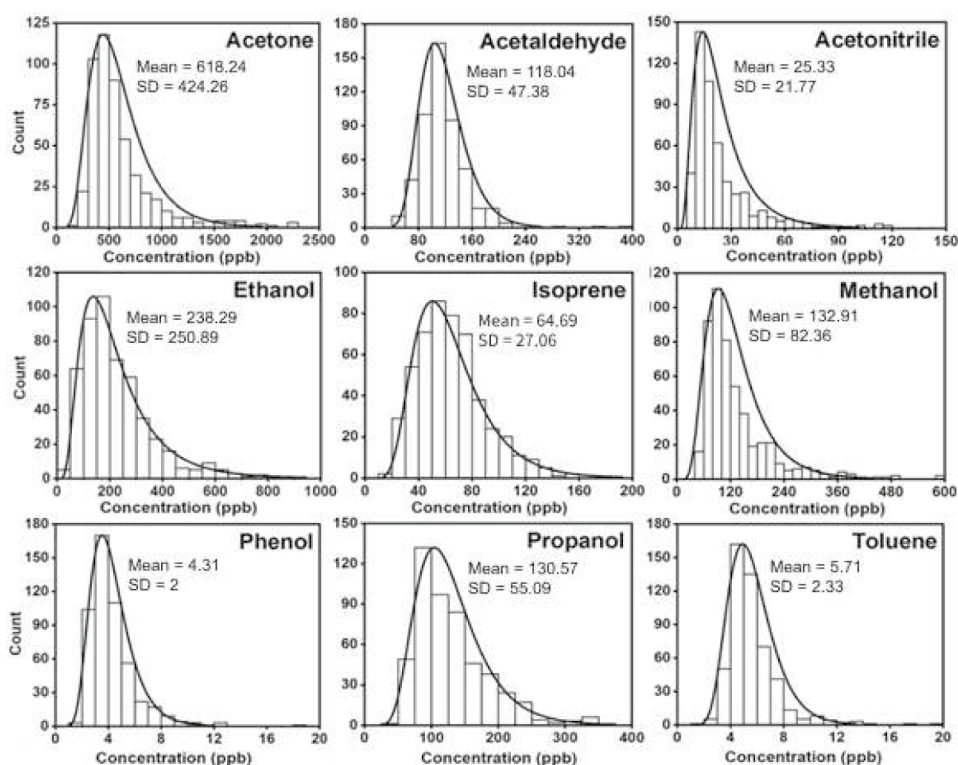 Acetone
Mean = 618.24
SD = 424.26
Count
125
100
75
50
25
0
0 500 1000 1500 2000 2500
Concentration (ppb)
Acetaldehyde
Mean = 118.04
SD = 47.38
180
150
120
90
60
30
0
0 80 160 240 320 400
Concentration (ppb)
Acetonitrile
Mean = 25.33
SD = 21.77
150
120
90
60
30
0
0 30 60 90 120 150
Concentration (ppb)
Ethanol
Mean = 238.29
SD = 250.89
Count
120
100
80
60
40
20
0
0 200 400 600 800 1000
Concentration (ppb)
Isoprene
Mean = 64.69
SD = 27.06
100
80
60
40
20
0
0 40 80 120 160 200
Concentration (ppb)
Methanol
Mean = 132.91
SD = 82.36
120
100
80
60
40
20
0
0 120 240 360 480 600
Concentration (ppb)
Phenol
Mean = 4.31
SD = 2
Count
180
150
120
90
60
30
0
0 4 8 12 16 20
Concentration (ppb)
Propanol
Mean = 130.57
SD = 55.09
150
120
90
60
30
0
0 100 200 300 400
Concentration (ppb)
Toluene
Mean = 5.71
SD = 2.33
180
150
120
90
60
30
0
0 4 8 12 16 20
Concentration (ppb)